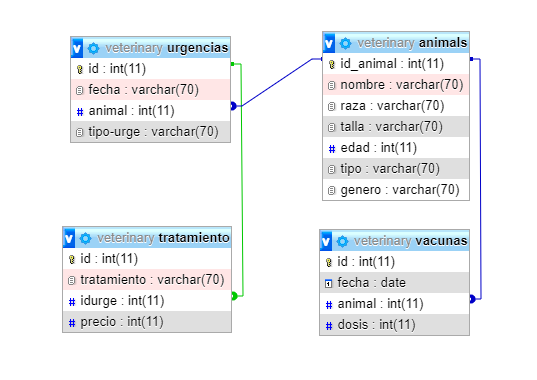 veterinary urgencias
id : int(11)
fecha : varchar(70)
animal : int(11)
tipo-urge : varchar(70)
veterinary animals
id_animal : int(11)
nombre : varchar(70)
raza : varchar(70)
talla : varchar(70)
edad : int(11)
tipo : varchar(70)
genero : varchar(70)
veterinary tratamiento
id : int(11)
tratamiento : varchar(70)
idurge : int(11)
precio : int(11)
veterinary vacunas
id : int(11)
fecha : date
animal : int(11)
dosis : int(11)